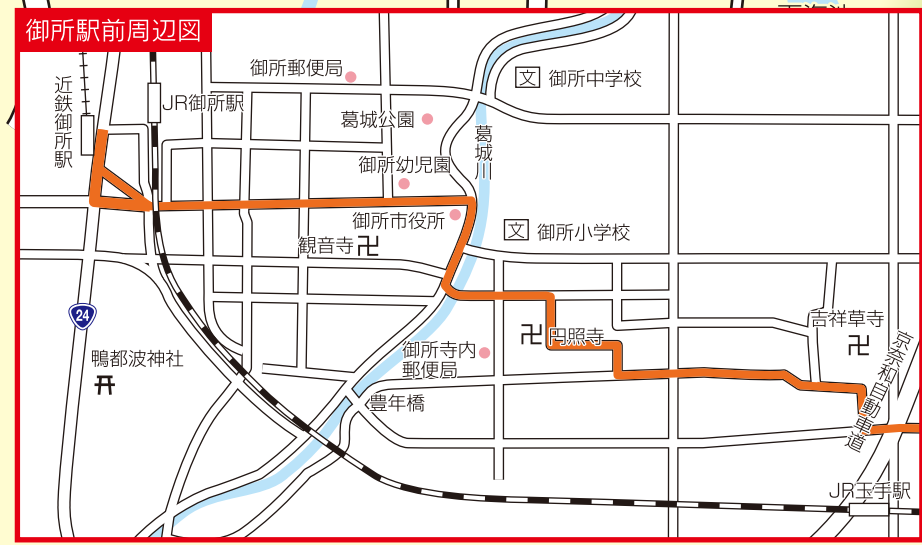 御所駅前周辺図
近鉄御所駅
JR御所駅
御所郵便局
文 御所中学校
葛城公園
葛城川
御所幼児園
御所市役所
文 御所小学校
観音寺
24
吉祥草寺
円照寺
京奈和自動車道
鴨都波神社
御所寺内
郵便局
豊年橋
JR玉手駅